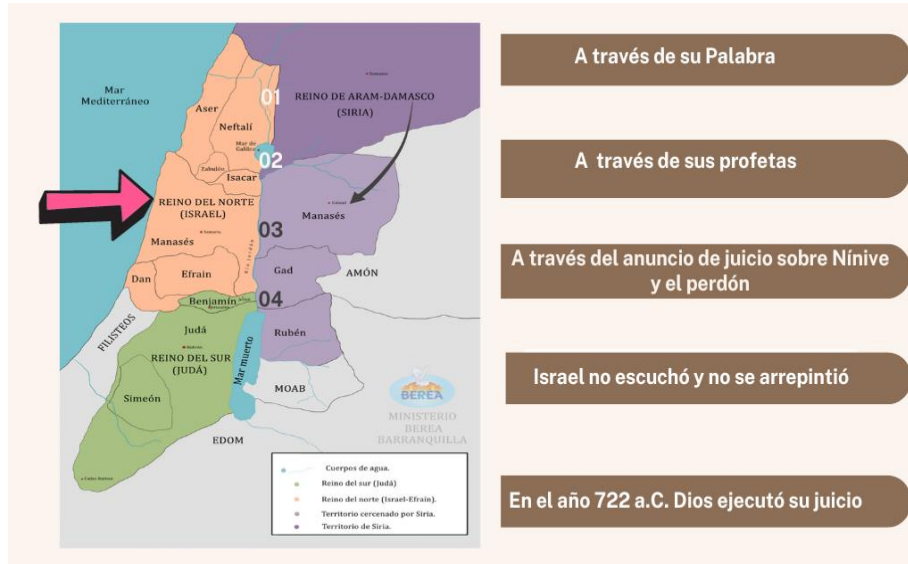 Mar
Mediterráneo
Aser
Neftalí
01
REINO DE ARAM-DAMASCO
(SIRIA)
Mar de
Galilea
02
Zabulón
Isacar
REINO DEL NORTE
(ISRAEL)
Samaria
Manasés
03
Manasés
Dan
Efraín
Gad
AMÓN
Benjamín
04
FILISTEOS
Judá
REINO DEL SUR
(JUDÁ)
Mar muerto
Rubén
Simeón
MOAB
EDOM
BEREA
MINISTERIO
BEREA
BARRANQUILLA
Cuerpos de agua.
Reino del sur (Judá)
Reino del norte (Israel-Efraín).
Territorio cercenado por Siria.
Territorio de Siria.
A través de su Palabra
A través de sus profetas
A través del anuncio de juicio sobre Nínive
y el perdón
Israel no escuchó y no se arrepintió
En el año 722 a.C. Dios ejecutó su juicio